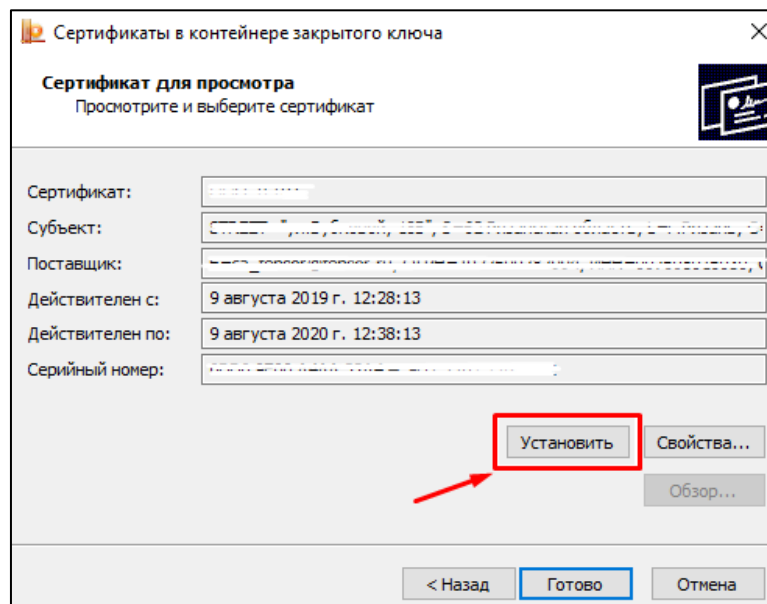 Сертификаты в контейнере закрытого ключа
Сертификат для просмотра
Просмотрите и выберите сертификат
Сертификат:
Субъект:
Поставщик:
Действителен с: 9 августа 2019 г. 12:28:13
Действителен по: 9 августа 2020 г. 12:38:13
Серийный номер:
Установить Свойства...
Обзор...
< Назад Готово Отмена